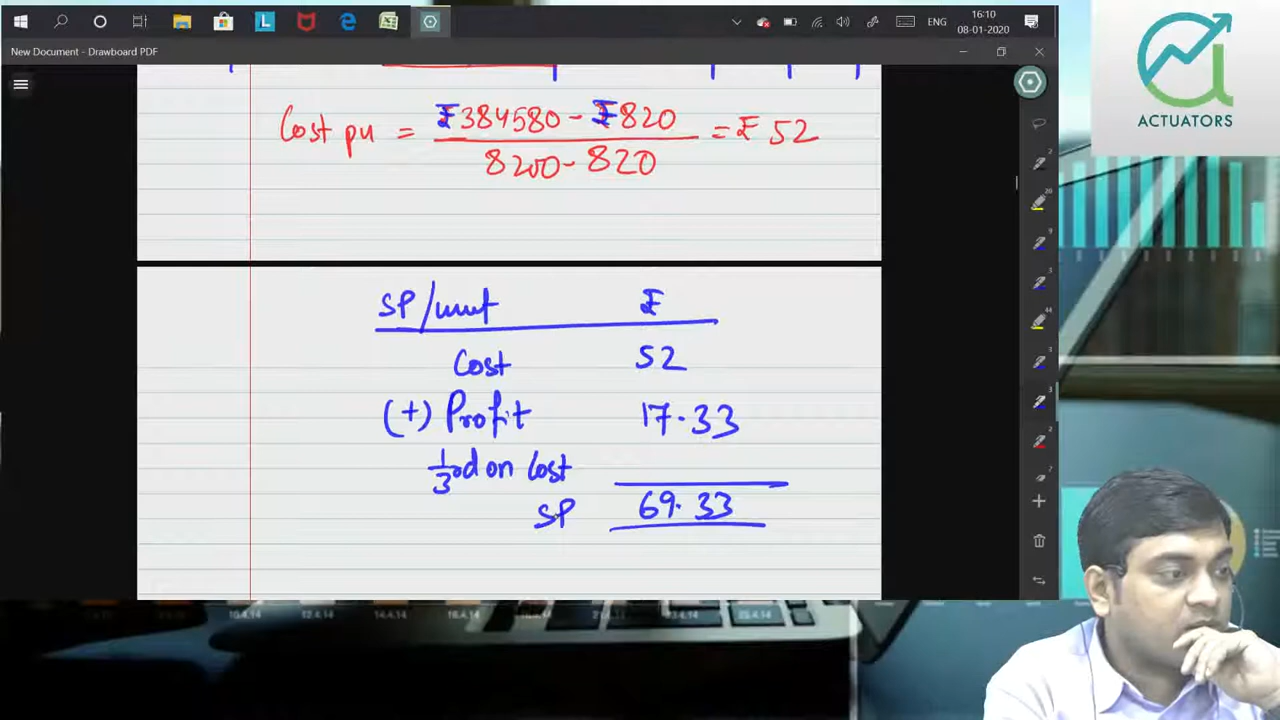 16:10
ENG
08-01-2020
New Document - Drawboard PDF
ACTUATORS
Cost pu = ₹384580 - ₹820 = ₹ 52
8200 - 820
SP/unit ₹
Cost 52
(+) Profit 17.33
1/3rd on Cost
SP 69.33